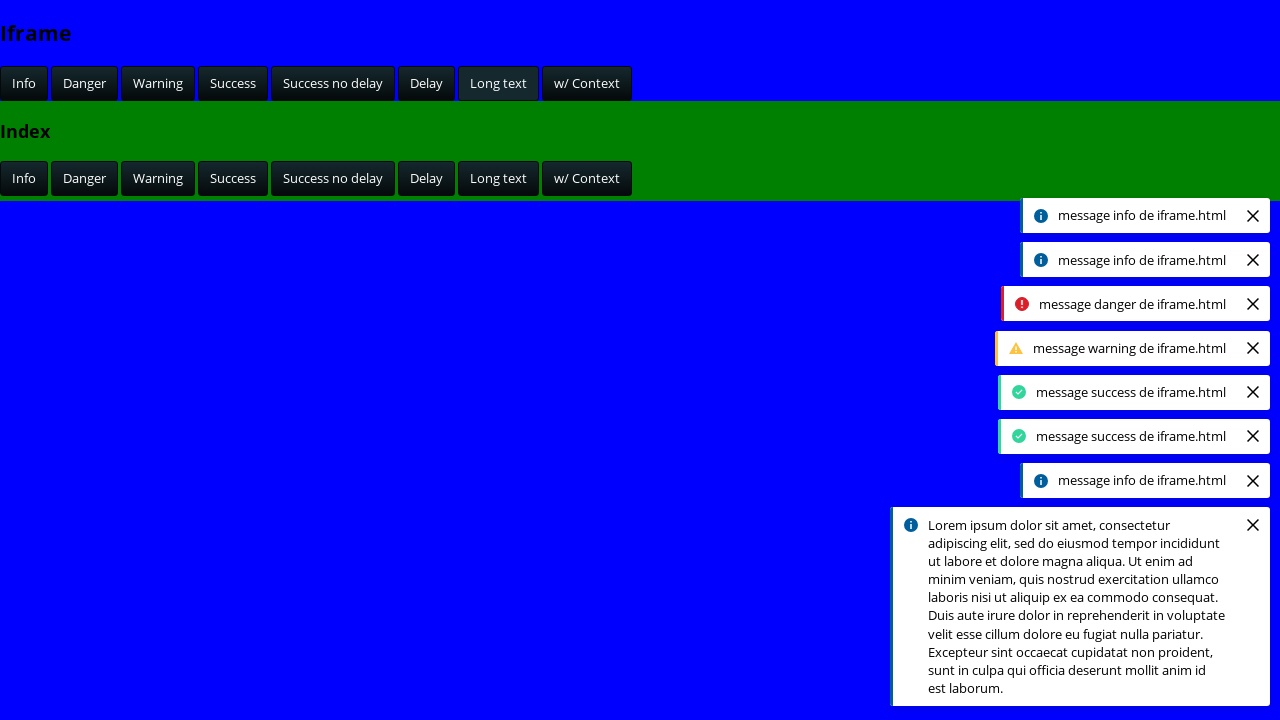 Iframe
Info Danger Warning Success Success no delay Delay Long text w/ Context
Index
Info Danger Warning Success Success no delay Delay Long text w/ Context
message info de iframe.html
message info de iframe.html
message danger de iframe.html
message warning de iframe.html
message success de iframe.html
message success de iframe.html
message info de iframe.html
Lorem ipsum dolor sit amet, consectetur
adipiscing elit, sed do eiusmod tempor incididunt
ut labore et dolore magna aliqua. Ut enim ad
minim veniam, quis nostrud exercitation ullamco
laboris nisi ut aliquip ex ea commodo consequat.
Duis aute irure dolor in reprehenderit in voluptate
velit esse cillum dolore eu fugiat nulla pariatur.
Excepteur sint occaecat cupidatat non proident,
sunt in culpa qui officia deserunt mollit anim id
est laborum.